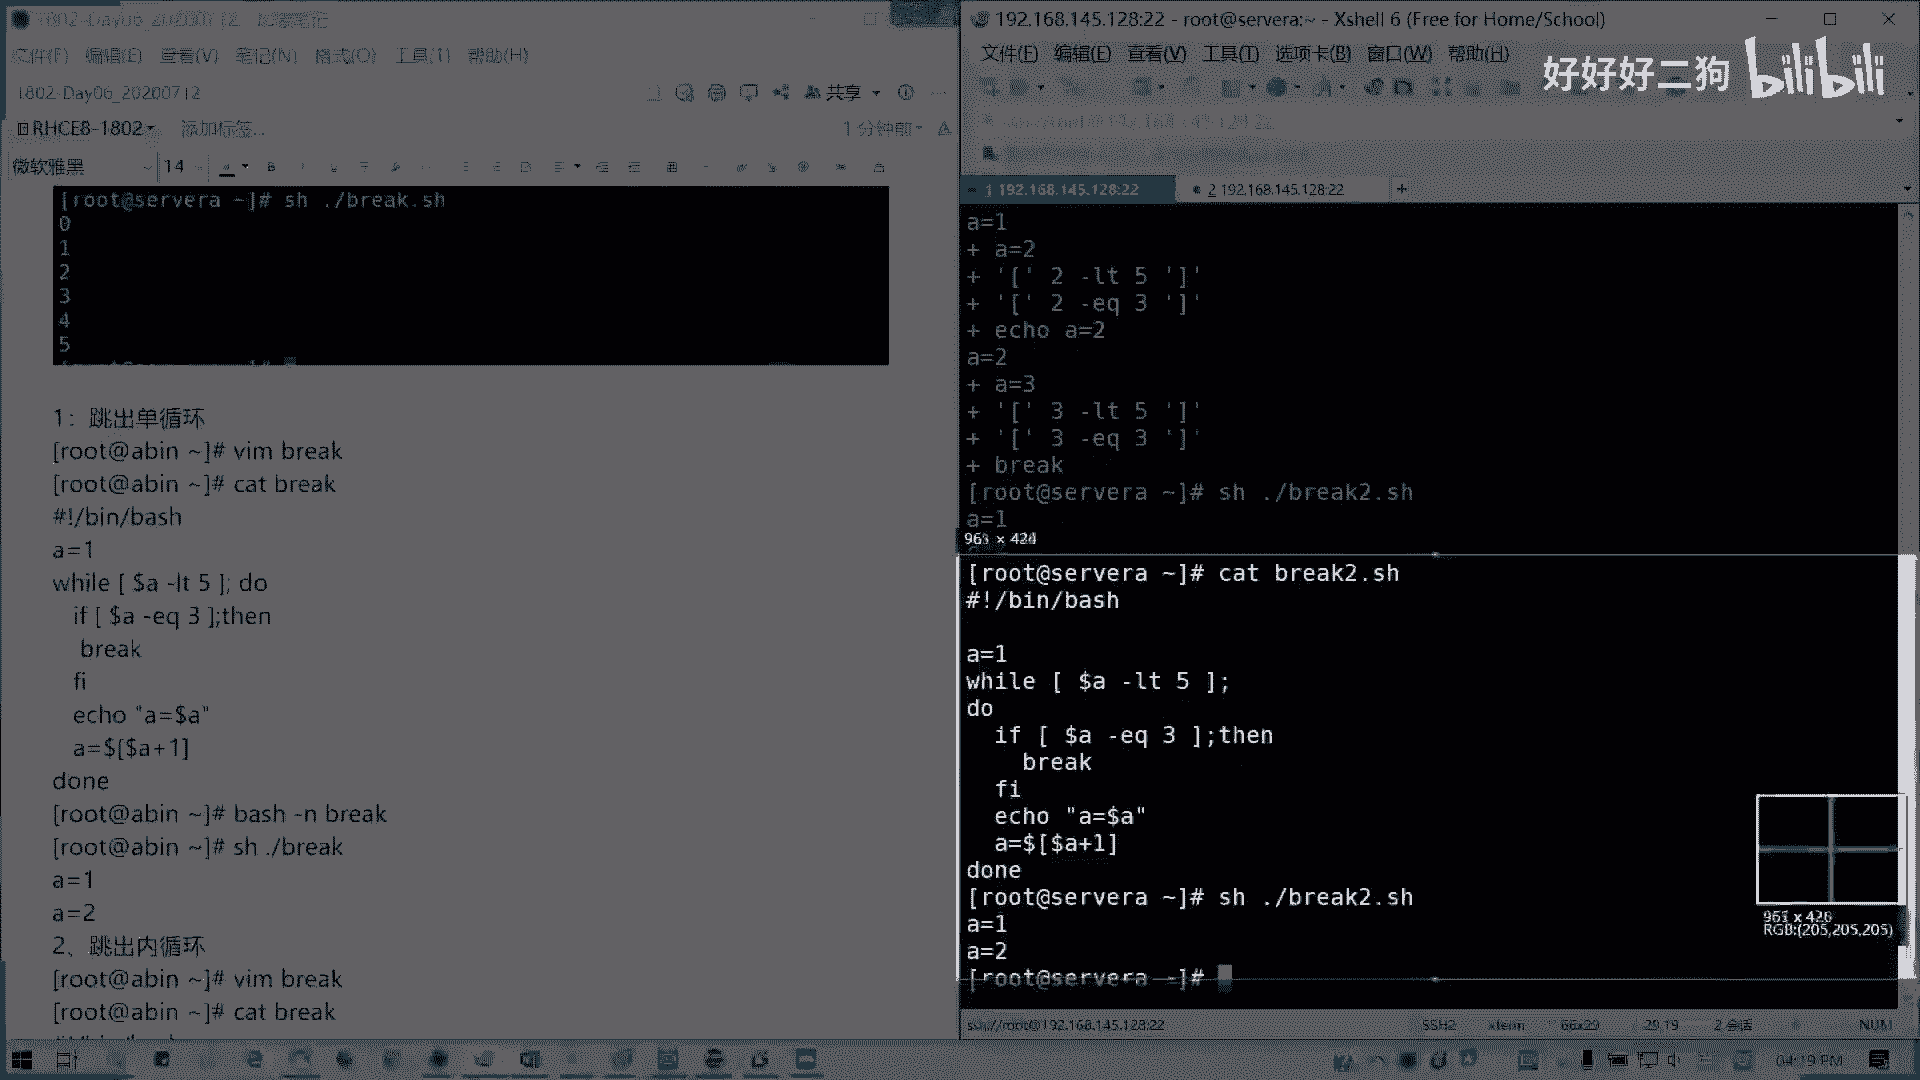 1802-Day06_20200712
文件(F) 编辑(E) 查看(V) 笔记(N) 格式(O) 工具(T) 帮助(H)
1802-Day06_20200712
共享
RHCE8-1802 添加标签...
1 分钟前
微软雅黑 14
[root@servera ~]# sh ./break.sh
0
1
2
3
4
5
1：跳出单循环
[root@abin ~]# vim break
[root@abin ~]# cat break
#!/bin/bash
a=1
while [ $a -lt 5 ]; do
if [ $a -eq 3 ];then
break
fi
echo "a=$a"
a=$[$a+1]
done
[root@abin ~]# bash -n break
[root@abin ~]# sh ./break
a=1
a=2
2、跳出内循环
[root@abin ~]# vim break
[root@abin ~]# cat break
192.168.145.128:22 - root@servera:~ - Xshell 6 (Free for Home/School)
文件(F) 编辑(E) 查看(V) 工具(T) 选项卡(B) 窗口(W) 帮助(H)
好好好二狗 bilibili
1 192.168.145.128:22
2 192.168.145.128:22
a=1
+ a=2
+ '[' 2 -lt 5 ']'
+ '[' 2 -eq 3 ']'
+ echo a=2
a=2
+ a=3
+ '[' 3 -lt 5 ']'
+ '[' 3 -eq 3 ']'
+ break
[root@servera ~]# sh ./break2.sh
a=1
[root@servera ~]# cat break2.sh
#!/bin/bash
a=1
while [ $a -lt 5 ];
do
if [ $a -eq 3 ];then
break
fi
echo "a=$a"
a=$[$a+1]
done
[root@servera ~]# sh ./break2.sh
a=1
a=2
[root@servera ~]#
RGB:(205,205,205)
ssh://root@192.168.145.128:22
SSH2 xterm 66x29 29,19 2 会话 NUM
04:19 PM